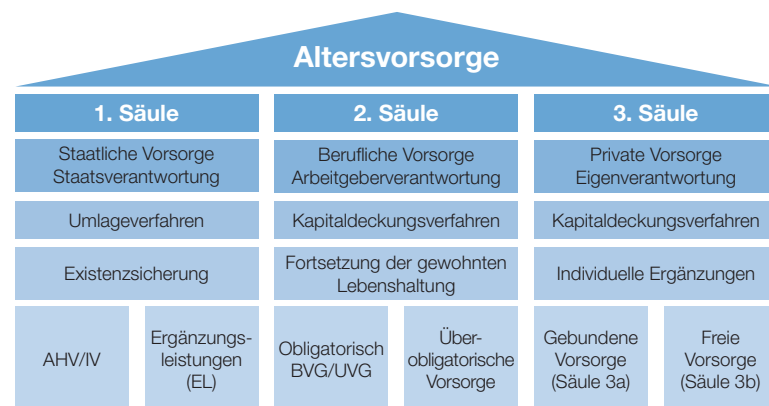 Altersvorsorge
1. Säule
2. Säule
3. Säule
Staatliche Vorsorge
Staatsverantwortung
Berufliche Vorsorge
Arbeitgeberverantwortung
Private Vorsorge
Eigenverantwortung
Umlageverfahren
Kapitaldeckungsverfahren
Kapitaldeckungsverfahren
Existenzsicherung
Fortsetzung der gewohnten
Lebenshaltung
Individuelle Ergänzungen
AHV/IV
Ergänzungs-
leistungen
(EL)
Obligatorisch
BVG/UVG
Über-
obligatorische
Vorsorge
Gebundene
Vorsorge
(Säule 3a)
Freie
Vorsorge
(Säule 3b)